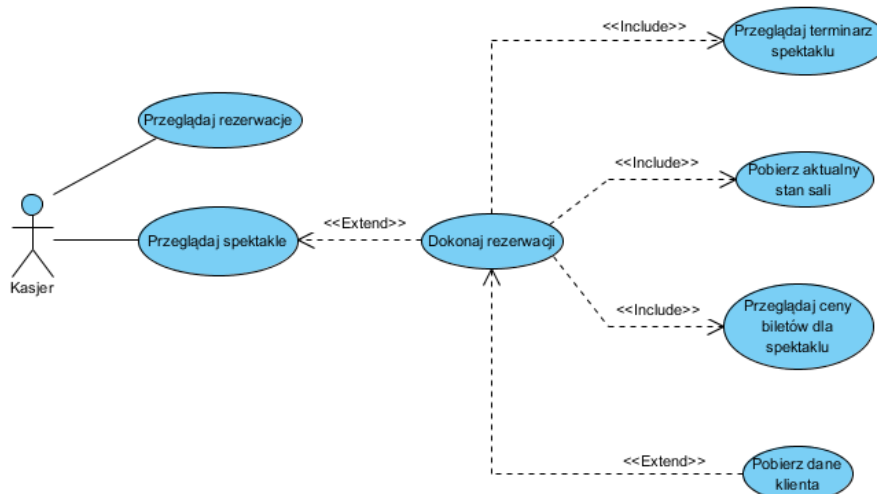 <<Include>>
Przeglądaj terminarz
spektaklu
Przeglądaj rezerwacje
<<Include>>
Pobierz aktualny
stan sali
Kasjer
Przeglądaj spektakle
<<Extend>>
Dokonaj rezerwacji
<<Include>>
Przeglądaj ceny
biletów dla
spektaklu
<<Extend>>
Pobierz dane
klienta